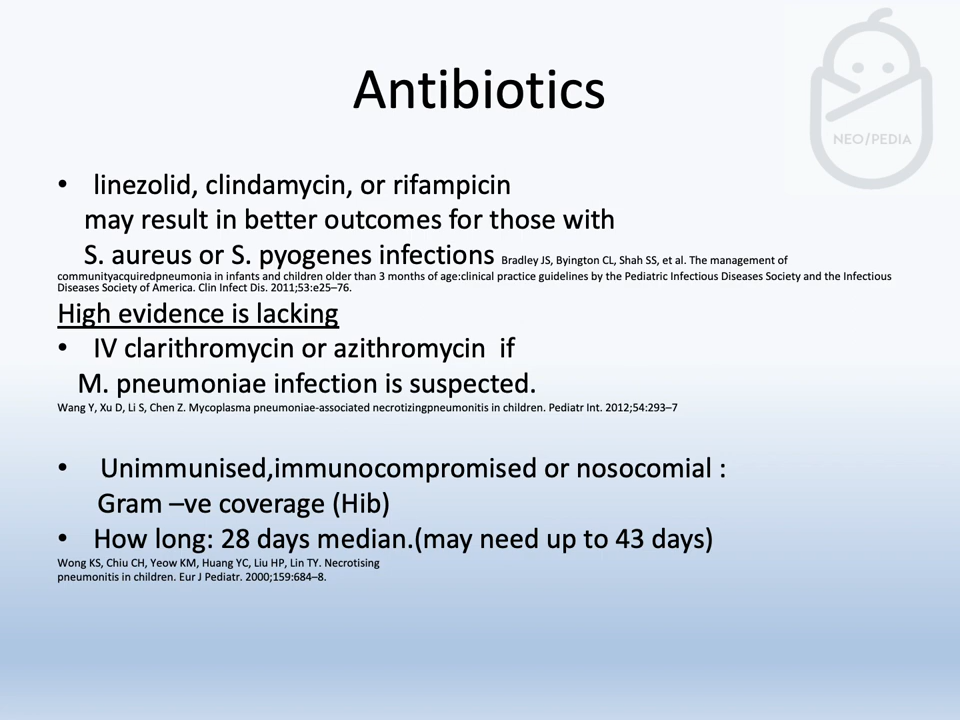 NEO/PEDIA
Antibiotics
• linezolid, clindamycin, or rifampicin
may result in better outcomes for those with
S. aureus or S. pyogenes infections Bradley JS, Byington CL, Shah SS, et al. The management of
communityacquiredpneumonia in infants and children older than 3 months of age:clinical practice guidelines by the Pediatric Infectious Diseases Society and the Infectious
Diseases Society of America. Clin Infect Dis. 2011;53:e25–76.
High evidence is lacking
• IV clarithromycin or azithromycin if
M. pneumoniae infection is suspected.
Wang Y, Xu D, Li S, Chen Z. Mycoplasma pneumoniae-associated necrotizingpneumonitis in children. Pediatr Int. 2012;54:293–7
• Unimmunised,immunocompromised or nosocomial :
Gram –ve coverage (Hib)
• How long: 28 days median.(may need up to 43 days)
Wong KS, Chiu CH, Yeow KM, Huang YC, Liu HP, Lin TY. Necrotising
pneumonitis in children. Eur J Pediatr. 2000;159:684–8.